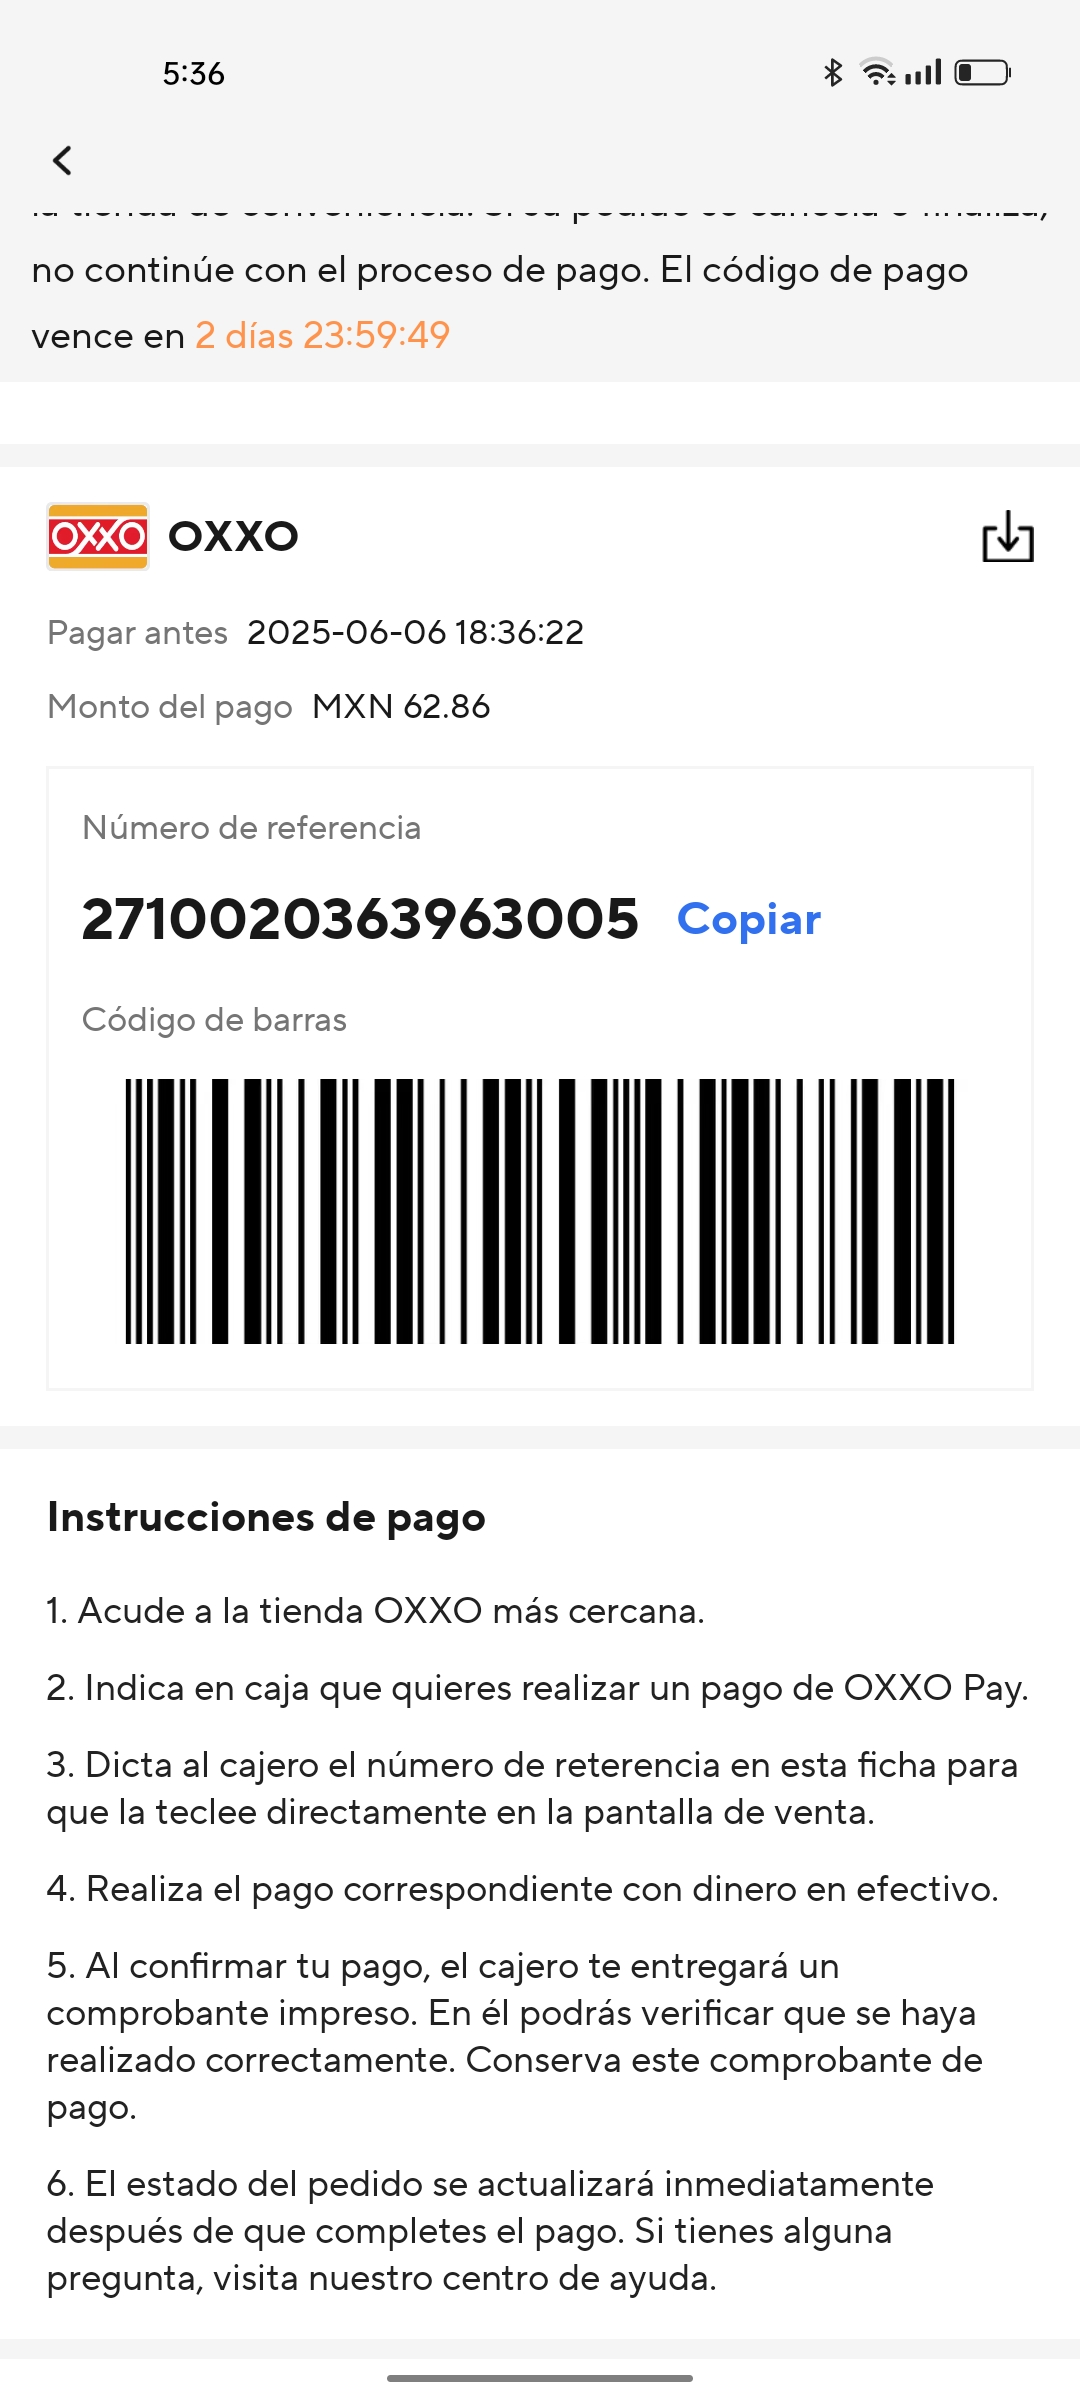 5:36
no continúe con el proceso de pago. El código de pago
vence en 2 días 23:59:49
OXXO OXXO
Pagar antes 2025-06-06 18:36:22
Monto del pago MXN 62.86
Número de referencia
2710020363963005 Copiar
Código de barras
Instrucciones de pago
1. Acude a la tienda OXXO más cercana.
2. Indica en caja que quieres realizar un pago de OXXO Pay.
3. Dicta al cajero el número de reterencia en esta ficha para
que la teclee directamente en la pantalla de venta.
4. Realiza el pago correspondiente con dinero en efectivo.
5. Al confirmar tu pago, el cajero te entregará un
comprobante impreso. En él podrás verificar que se haya
realizado correctamente. Conserva este comprobante de
pago.
6. El estado del pedido se actualizará inmediatamente
después de que completes el pago. Si tienes alguna
pregunta, visita nuestro centro de ayuda.